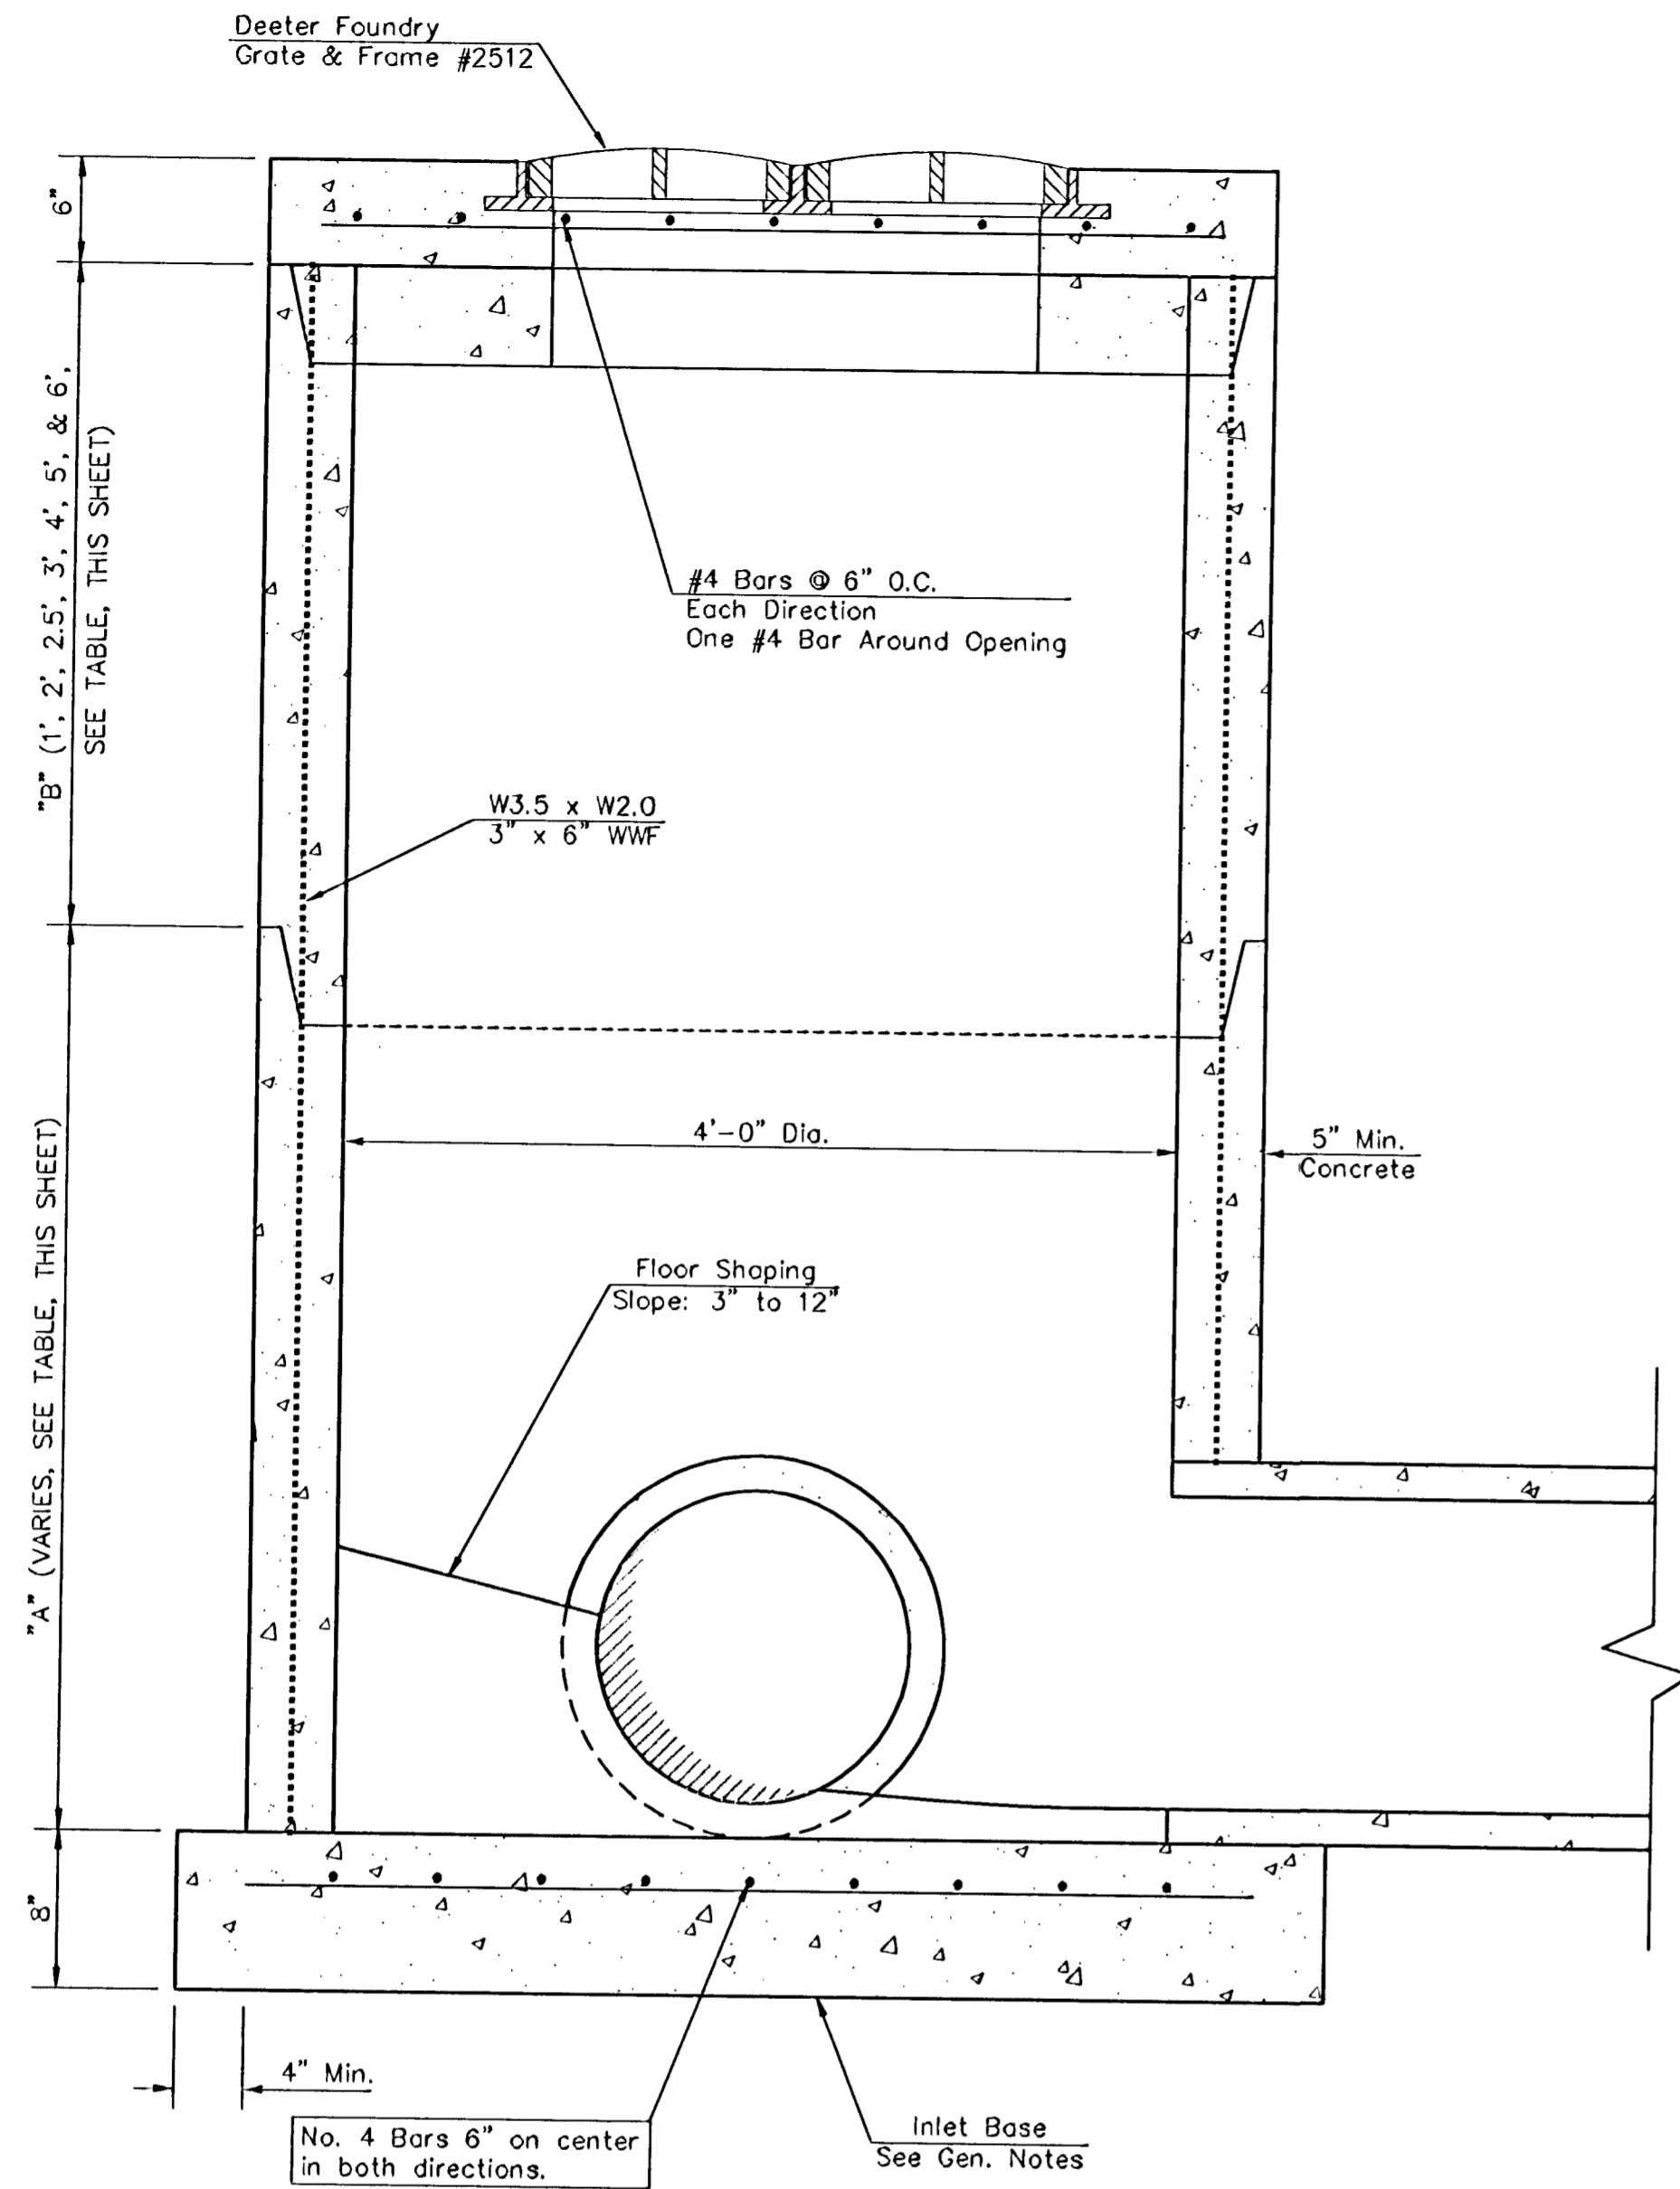 Deeter Foundry
Grate & Frame #2512
6"
"B" (1', 2', 2.5', 3', 4', 5', & 6',
SEE TABLE, THIS SHEET)
#4 Bars @ 6" O.C.
Each Direction
One #4 Bar Around Opening
W3.5 x W2.0
3" x 6" WWF
4'-0" Dia.
5" Min.
Concrete
"A" (VARIES, SEE TABLE, THIS SHEET)
Floor Shaping
Slope: 3" to 12"
8"
4" Min.
No. 4 Bars 6" on center
in both directions.
Inlet Base
See Gen. Notes